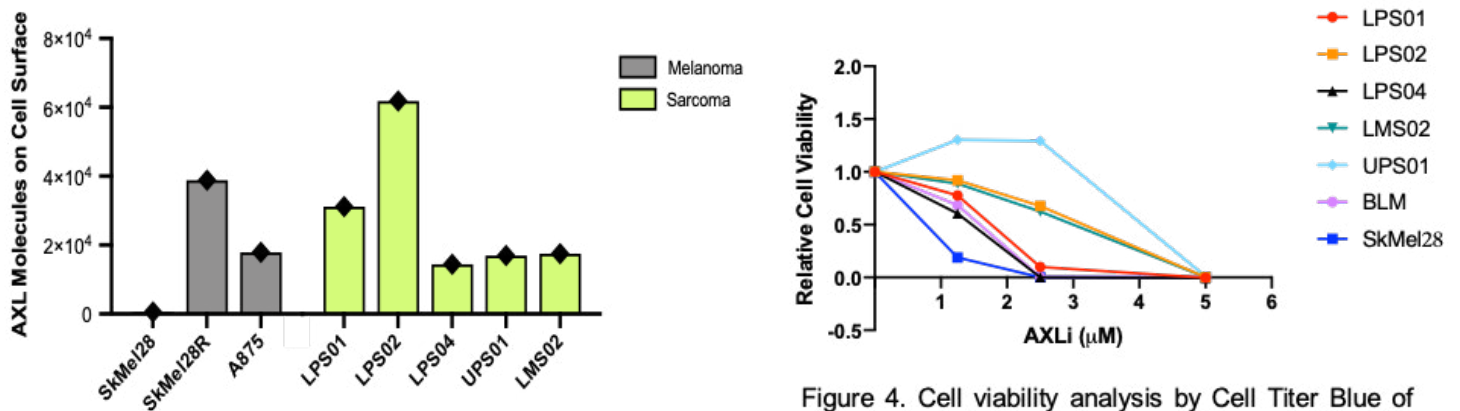 AXL Molecules on Cell Surface
8×10⁴
6×10⁴
4×10⁴
2×10⁴
0
SkMel28
SkMel28R
A875
LPS01
LPS02
LPS04
UPS01
LMS02
Melanoma
Sarcoma
Relative Cell Viability
2.0
1.5
1.0
0.5
0.0
-0.5
1 2 3 4 5 6
AXLi (μM)
LPS01
LPS02
LPS04
LMS02
UPS01
BLM
SkMel28
Figure 4. Cell viability analysis by Cell Titer Blue of